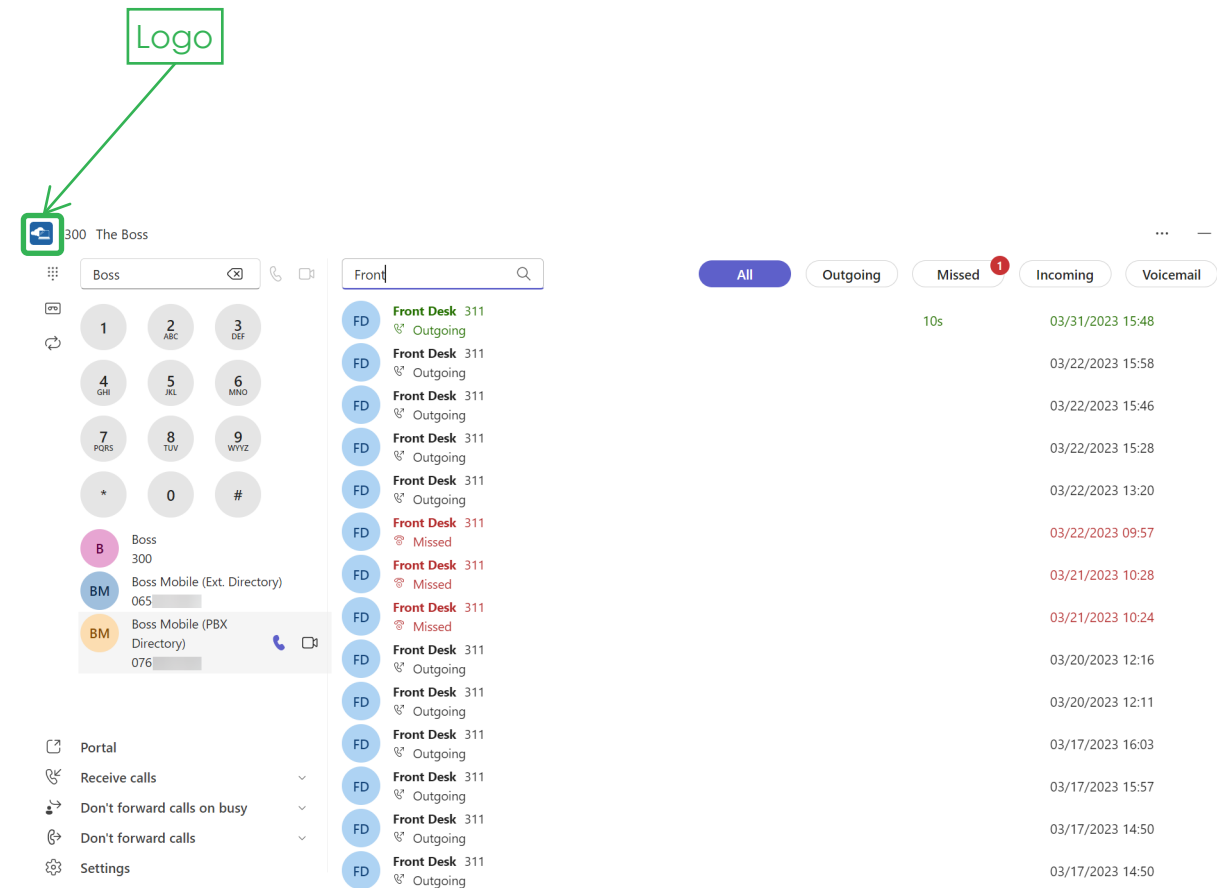 Logo
300 The Boss
Boss
Front
All
Outgoing
Missed
1
Incoming
Voicemail
1
2
ABC
3
DEF
4
GHI
5
JKL
6
MNO
7
PQRS
8
TUV
9
WYYZ
*
0
#
B
Boss
300
BM
Boss Mobile (Ext. Directory)
065
BM
Boss Mobile (PBX
Directory)
076
Portal
Receive calls
Don't forward calls on busy
Don't forward calls
Settings
FD
Front Desk 311
Outgoing
10s
03/31/2023 15:48
FD
Front Desk 311
Outgoing
03/22/2023 15:58
FD
Front Desk 311
Outgoing
03/22/2023 15:46
FD
Front Desk 311
Outgoing
03/22/2023 15:28
FD
Front Desk 311
Outgoing
03/22/2023 13:20
FD
Front Desk 311
Missed
03/22/2023 09:57
FD
Front Desk 311
Missed
03/21/2023 10:28
FD
Front Desk 311
Missed
03/21/2023 10:24
FD
Front Desk 311
Outgoing
03/20/2023 12:16
FD
Front Desk 311
Outgoing
03/20/2023 12:11
FD
Front Desk 311
Outgoing
03/17/2023 16:03
FD
Front Desk 311
Outgoing
03/17/2023 15:57
FD
Front Desk 311
Outgoing
03/17/2023 14:50
FD
Front Desk 311
Outgoing
03/17/2023 14:50